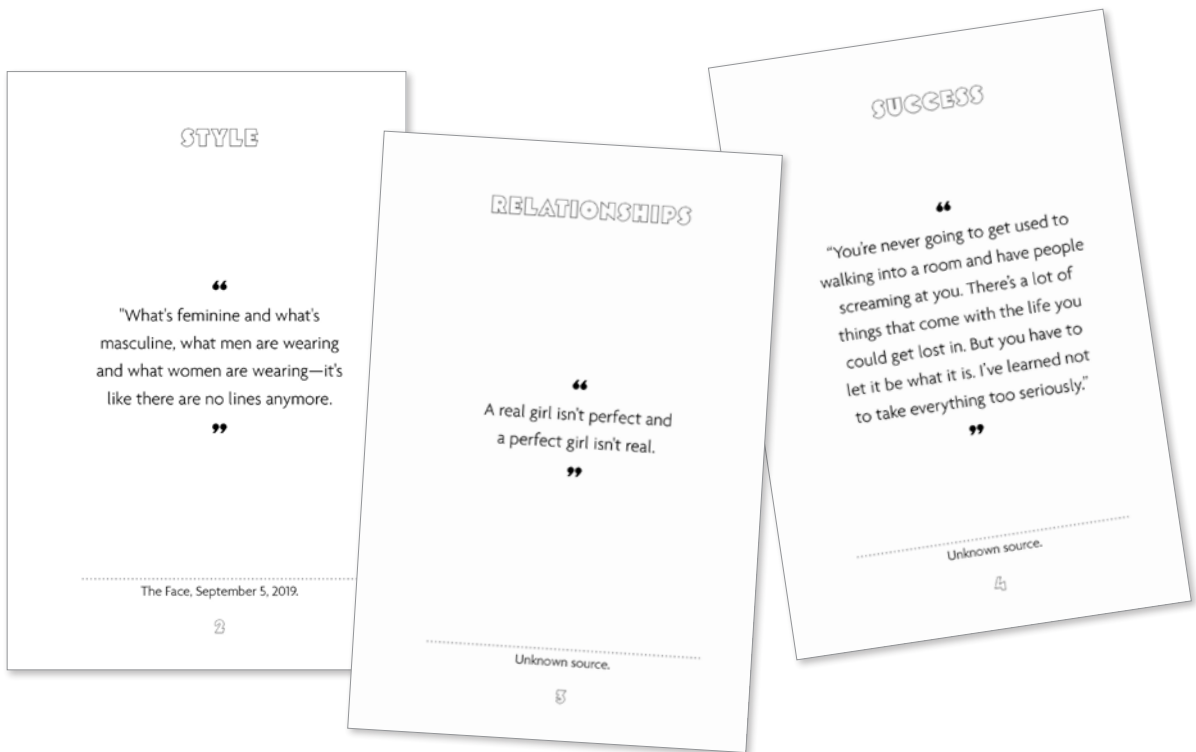 STYLE
“
"What's feminine and what's
masculine, what men are wearing
and what women are wearing—it's
like there are no lines anymore.
”
The Face, September 5, 2019.
2
RELATIONSHIPS
“
A real girl isn't perfect and
a perfect girl isn't real.
”
Unknown source.
3
SUCCESS
“
“You're never going to get used to
walking into a room and have people
screaming at you. There's a lot of
things that come with the life you
could get lost in. But you have to
let it be what it is. I've learned not
to take everything too seriously.”
”
Unknown source.
4